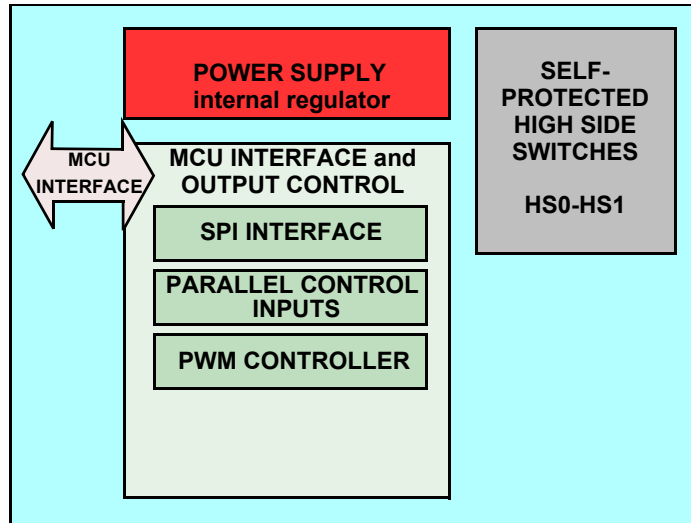 POWER SUPPLY
internal regulator
SELF-
PROTECTED
HIGH SIDE
SWITCHES
HS0-HS1
MCU
INTERFACE
MCU INTERFACE and
OUTPUT CONTROL
SPI INTERFACE
PARALLEL CONTROL
INPUTS
PWM CONTROLLER